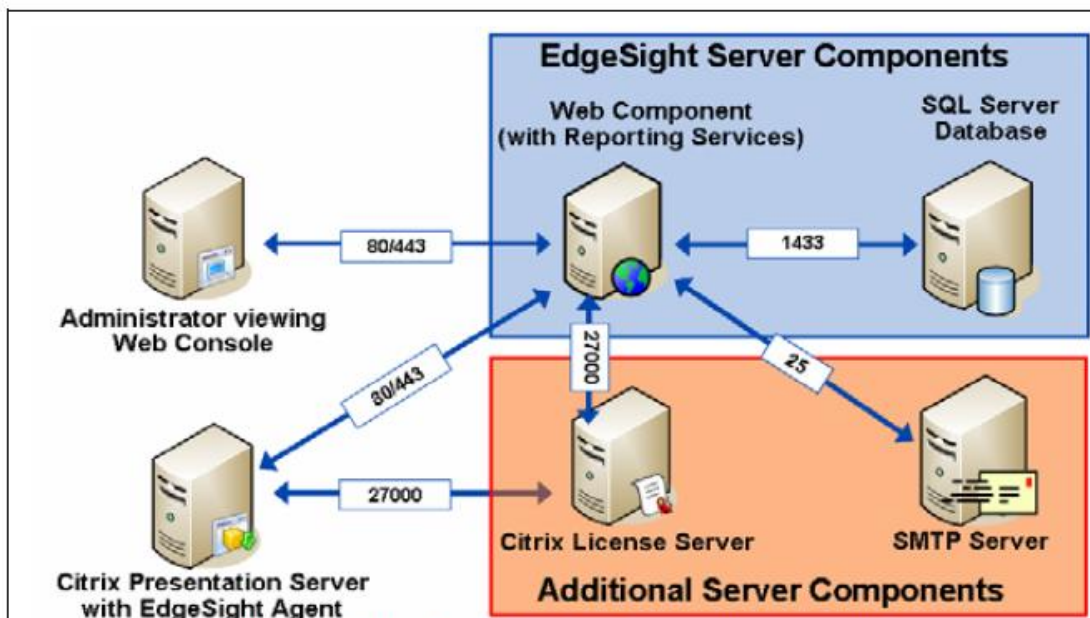 EdgeSight Server Components
Web Component
(with Reporting Services)
SQL Server
Database
80/443
1433
Administrator viewing
Web Console
80/443
27000
25
27000
Citrix License Server
SMTP Server
Citrix Presentation Server
with EdgeSight Agent
Additional Server Components